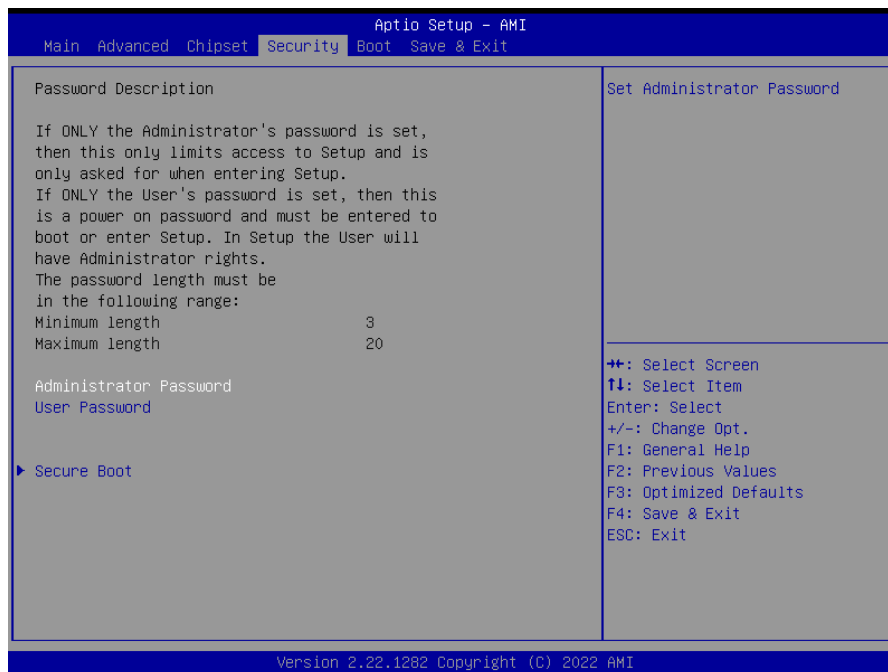 Aptio Setup – AMI
Main Advanced Chipset Security Boot Save & Exit
Password Description
If ONLY the Administrator's password is set,
then this only limits access to Setup and is
only asked for when entering Setup.
If ONLY the User's password is set, then this
is a power on password and must be entered to
boot or enter Setup. In Setup the User will
have Administrator rights.
The password length must be
in the following range:
Minimum length 3
Maximum length 20
Administrator Password
User Password
Secure Boot
Set Administrator Password
→←: Select Screen
↑↓: Select Item
Enter: Select
+/-: Change Opt.
F1: General Help
F2: Previous Values
F3: Optimized Defaults
F4: Save & Exit
ESC: Exit
Version 2.22.1282 Copyright (C) 2022 AMI